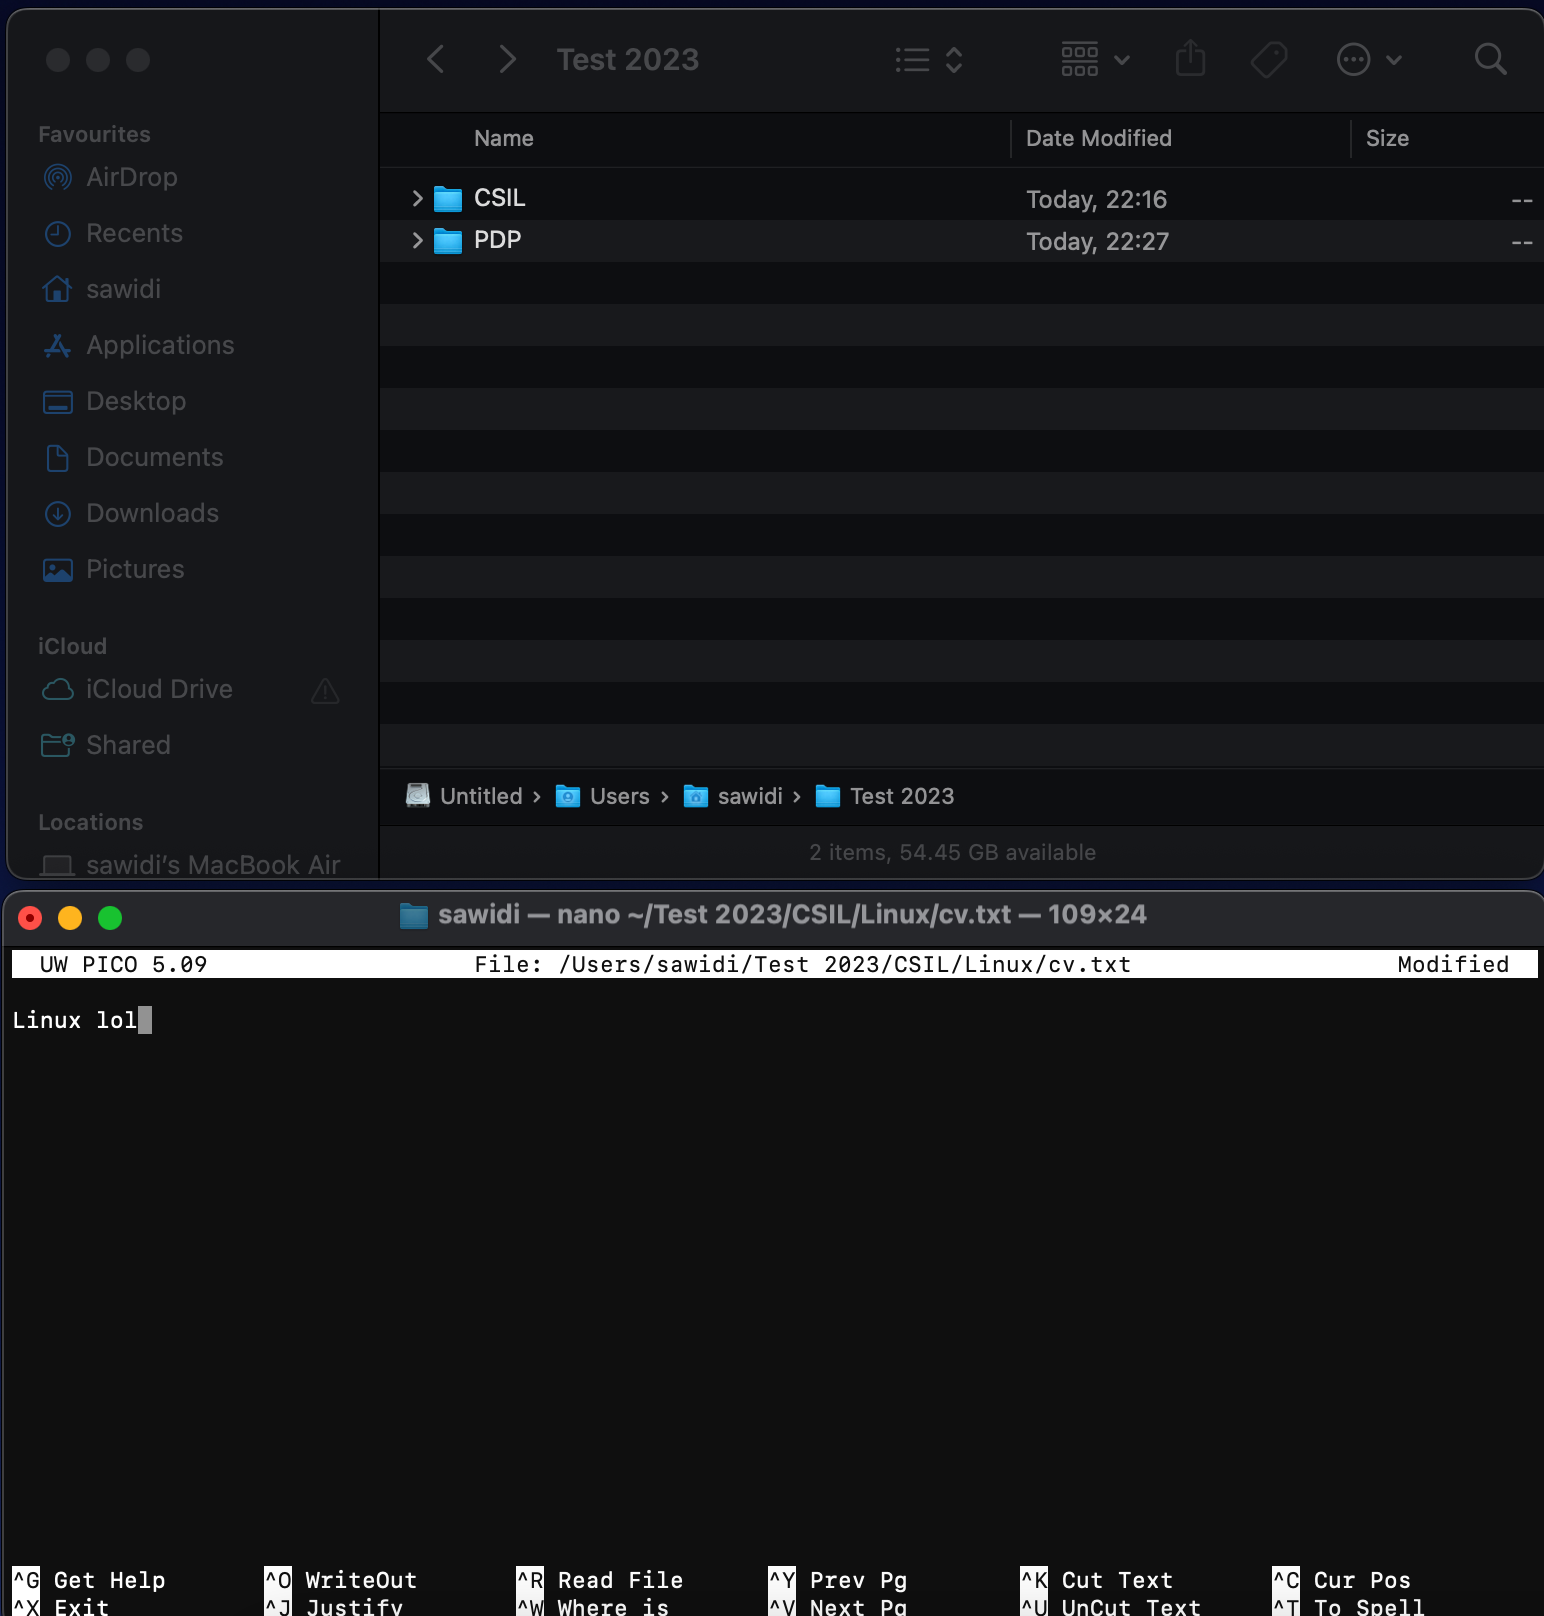 Test 2023
Favourites
AirDrop
Recents
sawidi
Applications
Desktop
Documents
Downloads
Pictures
iCloud
iCloud Drive
Shared
Locations
sawidi's MacBook Air
Name Date Modified Size
CSIL Today, 22:16 --
PDP Today, 22:27 --
Untitled › Users › sawidi › Test 2023
2 items, 54.45 GB available
sawidi — nano ~/Test 2023/CSIL/Linux/cv.txt — 109×24
UW PICO 5.09 File: /Users/sawidi/Test 2023/CSIL/Linux/cv.txt Modified
Linux lol
^G Get Help ^O WriteOut ^R Read File ^Y Prev Pg ^K Cut Text ^C Cur Pos
^X Exit ^J Justify ^W Where is ^V Next Pg ^U UnCut Text ^T To Spell